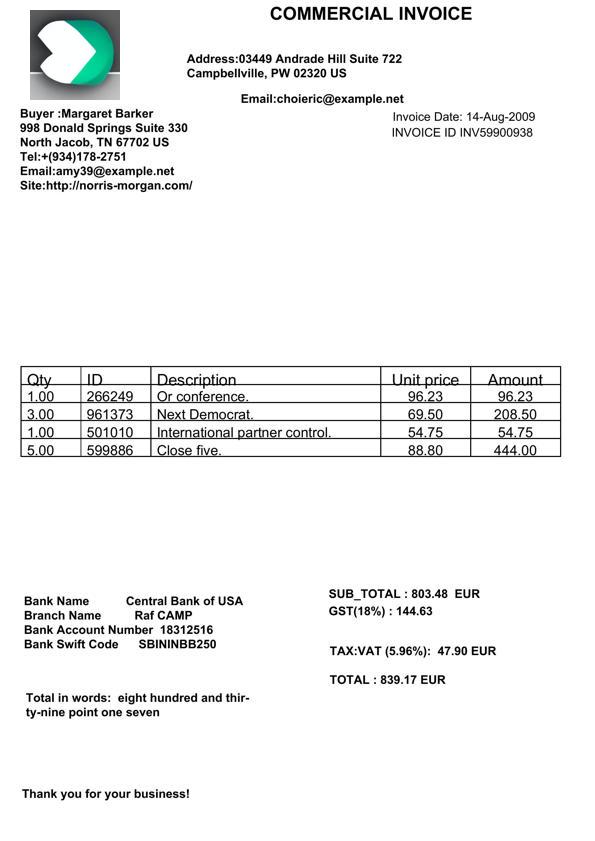 COMMERCIAL INVOICE
Address:03449 Andrade Hill Suite 722
Campbellville, PW 02320 US
Email:choieric@example.net
Buyer :Margaret Barker
998 Donald Springs Suite 330
North Jacob, TN 67702 US
Tel:+(934)178-2751
Email:amy39@example.net
Site:http://norris-morgan.com/
Invoice Date: 14-Aug-2009
INVOICE ID INV59900938
Qty ID Description Unit price Amount
1.00 266249 Or conference. 96.23 96.23
3.00 961373 Next Democrat. 69.50 208.50
1.00 501010 International partner control. 54.75 54.75
5.00 599886 Close five. 88.80 444.00
Bank Name Central Bank of USA
Branch Name Raf CAMP
Bank Account Number 18312516
Bank Swift Code SBININBB250
SUB_TOTAL : 803.48 EUR
GST(18%) : 144.63
TAX:VAT (5.96%): 47.90 EUR
TOTAL : 839.17 EUR
Total in words: eight hundred and thir-
ty-nine point one seven
Thank you for your business!